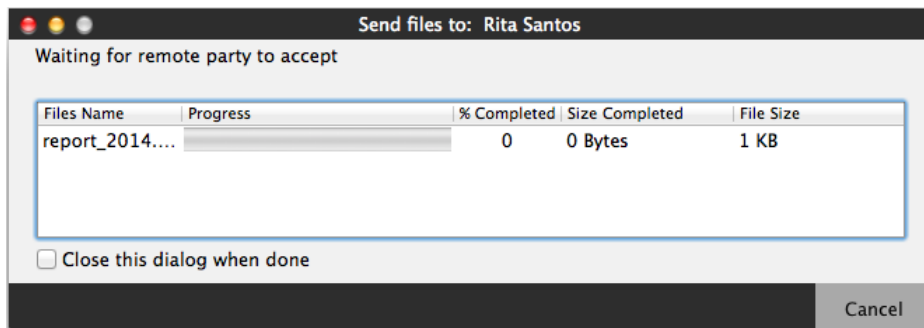 Send files to: Rita Santos
Waiting for remote party to accept
Files Name Progress % Completed Size Completed File Size
report_2014.... 0 0 Bytes 1 KB
Close this dialog when done
Cancel